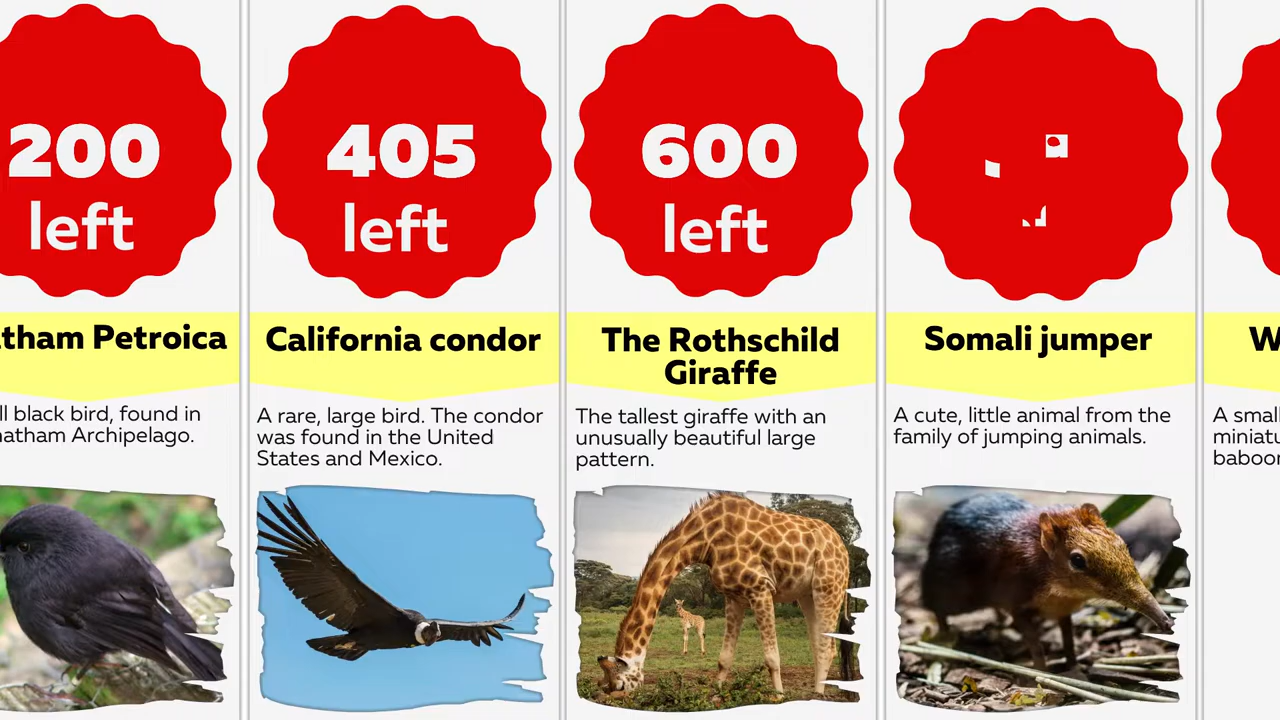 200
left
tham Petroica
ll black bird, found in
hatham Archipelago.
405
left
California condor
A rare, large bird. The condor
was found in the United
States and Mexico.
600
left
The Rothschild
Giraffe
The tallest giraffe with an
unusually beautiful large
pattern.
Somali jumper
A cute, little animal from the
family of jumping animals.
W
A small
miniatu
baboon